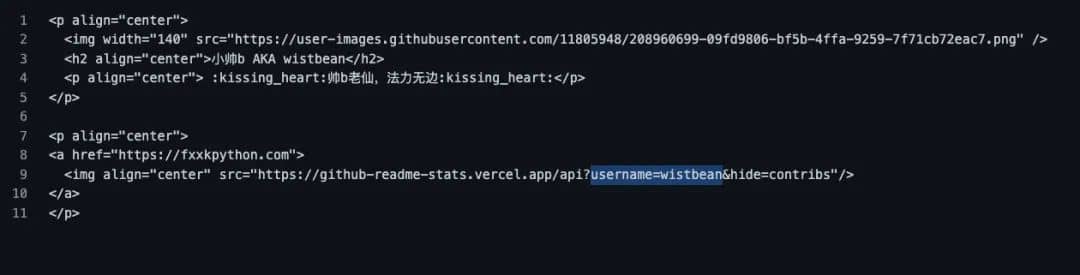 1 <p align="center">
2   <img width="140" src="https://user-images.githubusercontent.com/11805948/208960699-09fd9806-bf5b-4ffa-9259-7f71cb72eac7.png" />
3   <h2 align="center">小帅b AKA wistbean</h2>
4   <p align="center"> :kissing_heart:帅b老仙，法力无边:kissing_heart:</p>
5 </p>
6
7 <p align="center">
8 <a href="https://fxxkpython.com">
9   <img align="center" src="https://github-readme-stats.vercel.app/api?username=wistbean&hide=contribs"/>
10 </a>
11 </p>